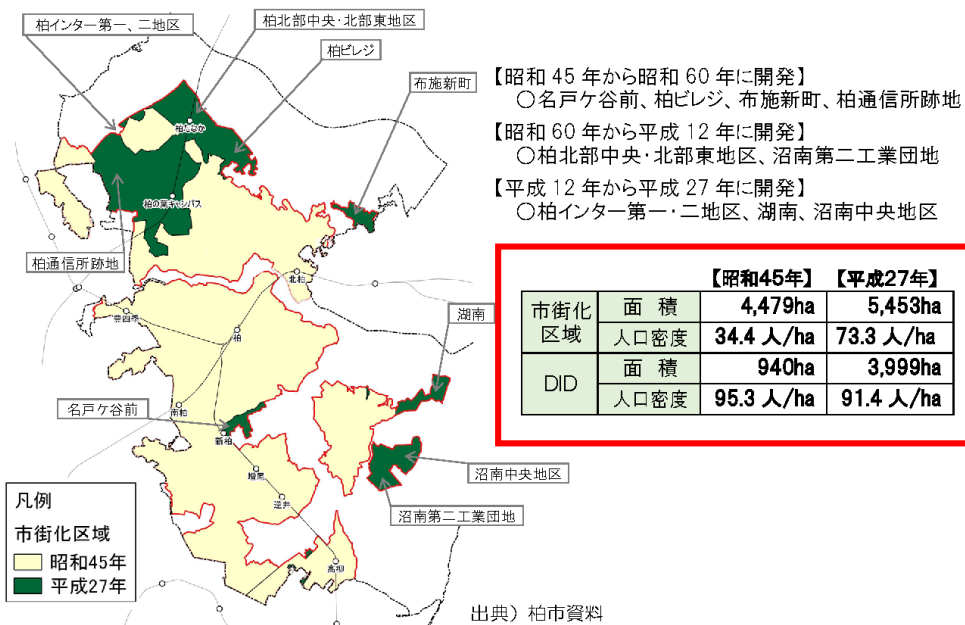 柏インター第一、二地区
柏北部中央・北部東地区
柏ビレジ
布施新町
柏たなか
柏の葉キャンパス
柏通信所跡地
北柏
豊四季
柏
湖南
名戸ケ谷前
南柏
新柏
増尾
逆井
沼南中央地区
沼南第二工業団地
高柳
凡例
市街化区域
昭和45年
平成27年
【昭和 45 年から昭和 60 年に開発】
〇名戸ケ谷前、柏ビレジ、布施新町、柏通信所跡地
【昭和 60 年から平成 12 年に開発】
〇柏北部中央・北部東地区、沼南第二工業団地
【平成 12 年から平成 27 年に開発】
〇柏インター第一・二地区、湖南、沼南中央地区
【昭和45年】 【平成27年】
市街化区域 面 積 4,479ha 5,453ha
人口密度 34.4 人/ha 73.3 人/ha
DID 面 積 940ha 3,999ha
人口密度 95.3 人/ha 91.4 人/ha
出典）柏市資料